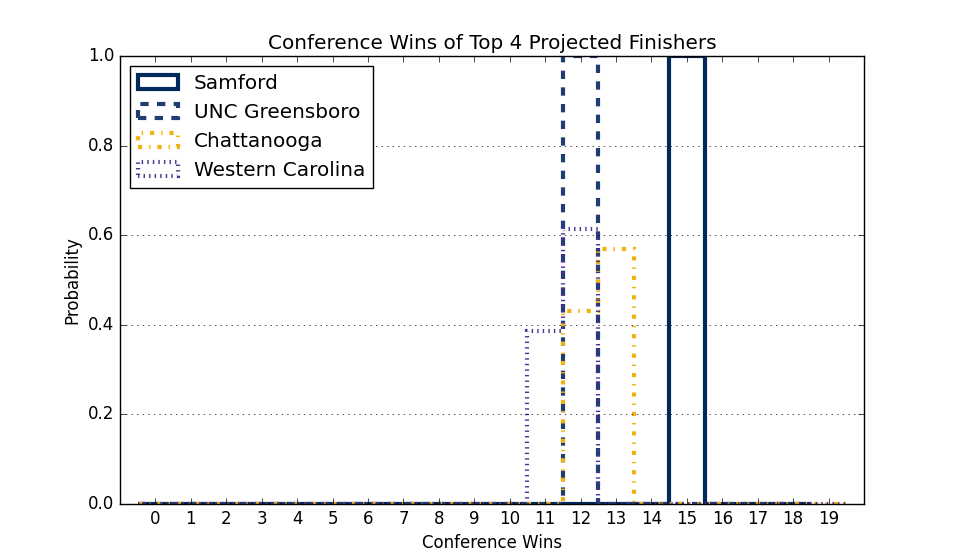 Conference Wins of Top 4 Projected Finishers
1.0
Samford
UNC Greensboro
Chattanooga
Western Carolina
0.8
0.6
0.4
0.2
0.0
Probability
0 1 2 3 4 5 6 7 8 9 10 11 12 13 14 15 16 17 18 19
Conference Wins